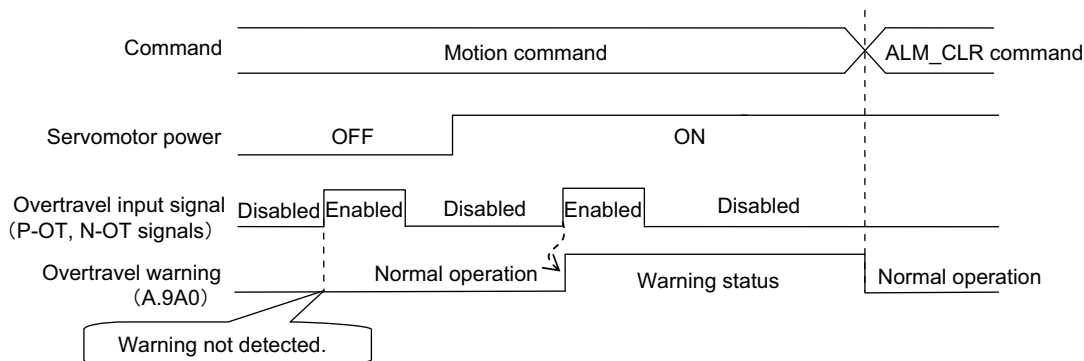 Command
Motion command
ALM_CLR command
Servomotor power
OFF
ON
Overtravel input signal
（P-OT, N-OT signals）
Disabled
Enabled
Disabled
Enabled
Disabled
Overtravel warning
（A.9A0）
Normal operation
Warning status
Normal operation
Warning not detected.